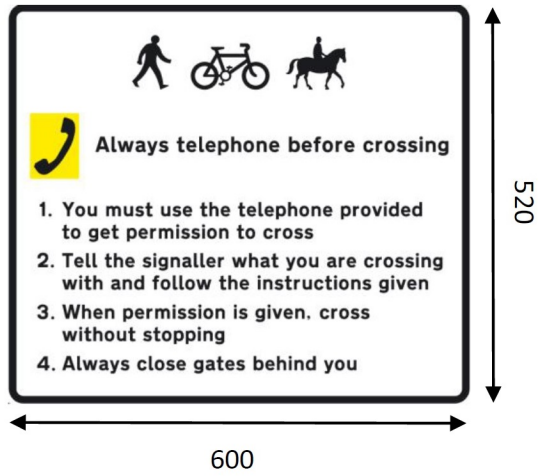 Always telephone before crossing
1. You must use the telephone provided
to get permission to cross
2. Tell the signaller what you are crossing
with and follow the instructions given
3. When permission is given, cross
without stopping
4. Always close gates behind you
520
600